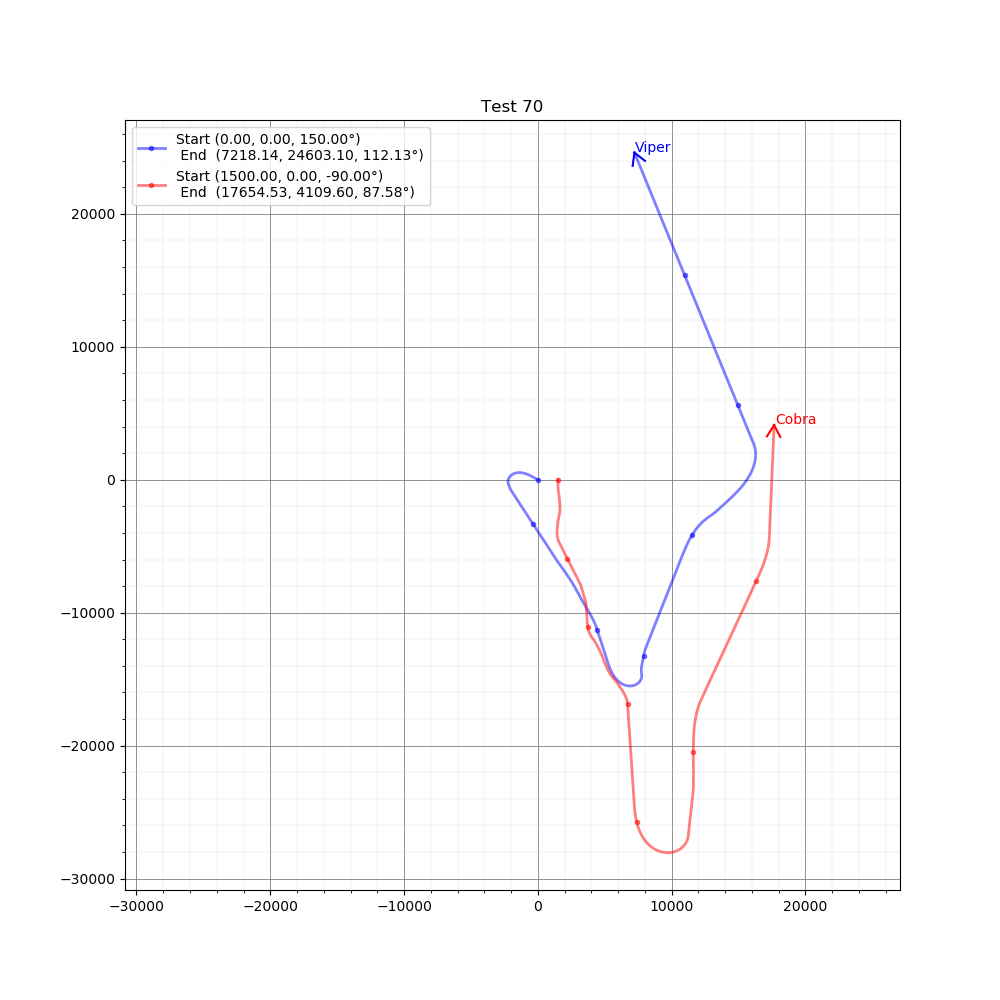 Test 70
Start (0.00, 0.00, 150.00°)
End  (7218.14, 24603.10, 112.13°)
Start (1500.00, 0.00, -90.00°)
End  (17654.53, 4109.60, 87.58°)
Viper
Cobra
20000
10000
0
−10000
−20000
−30000
−30000
−20000
−10000
0
10000
20000